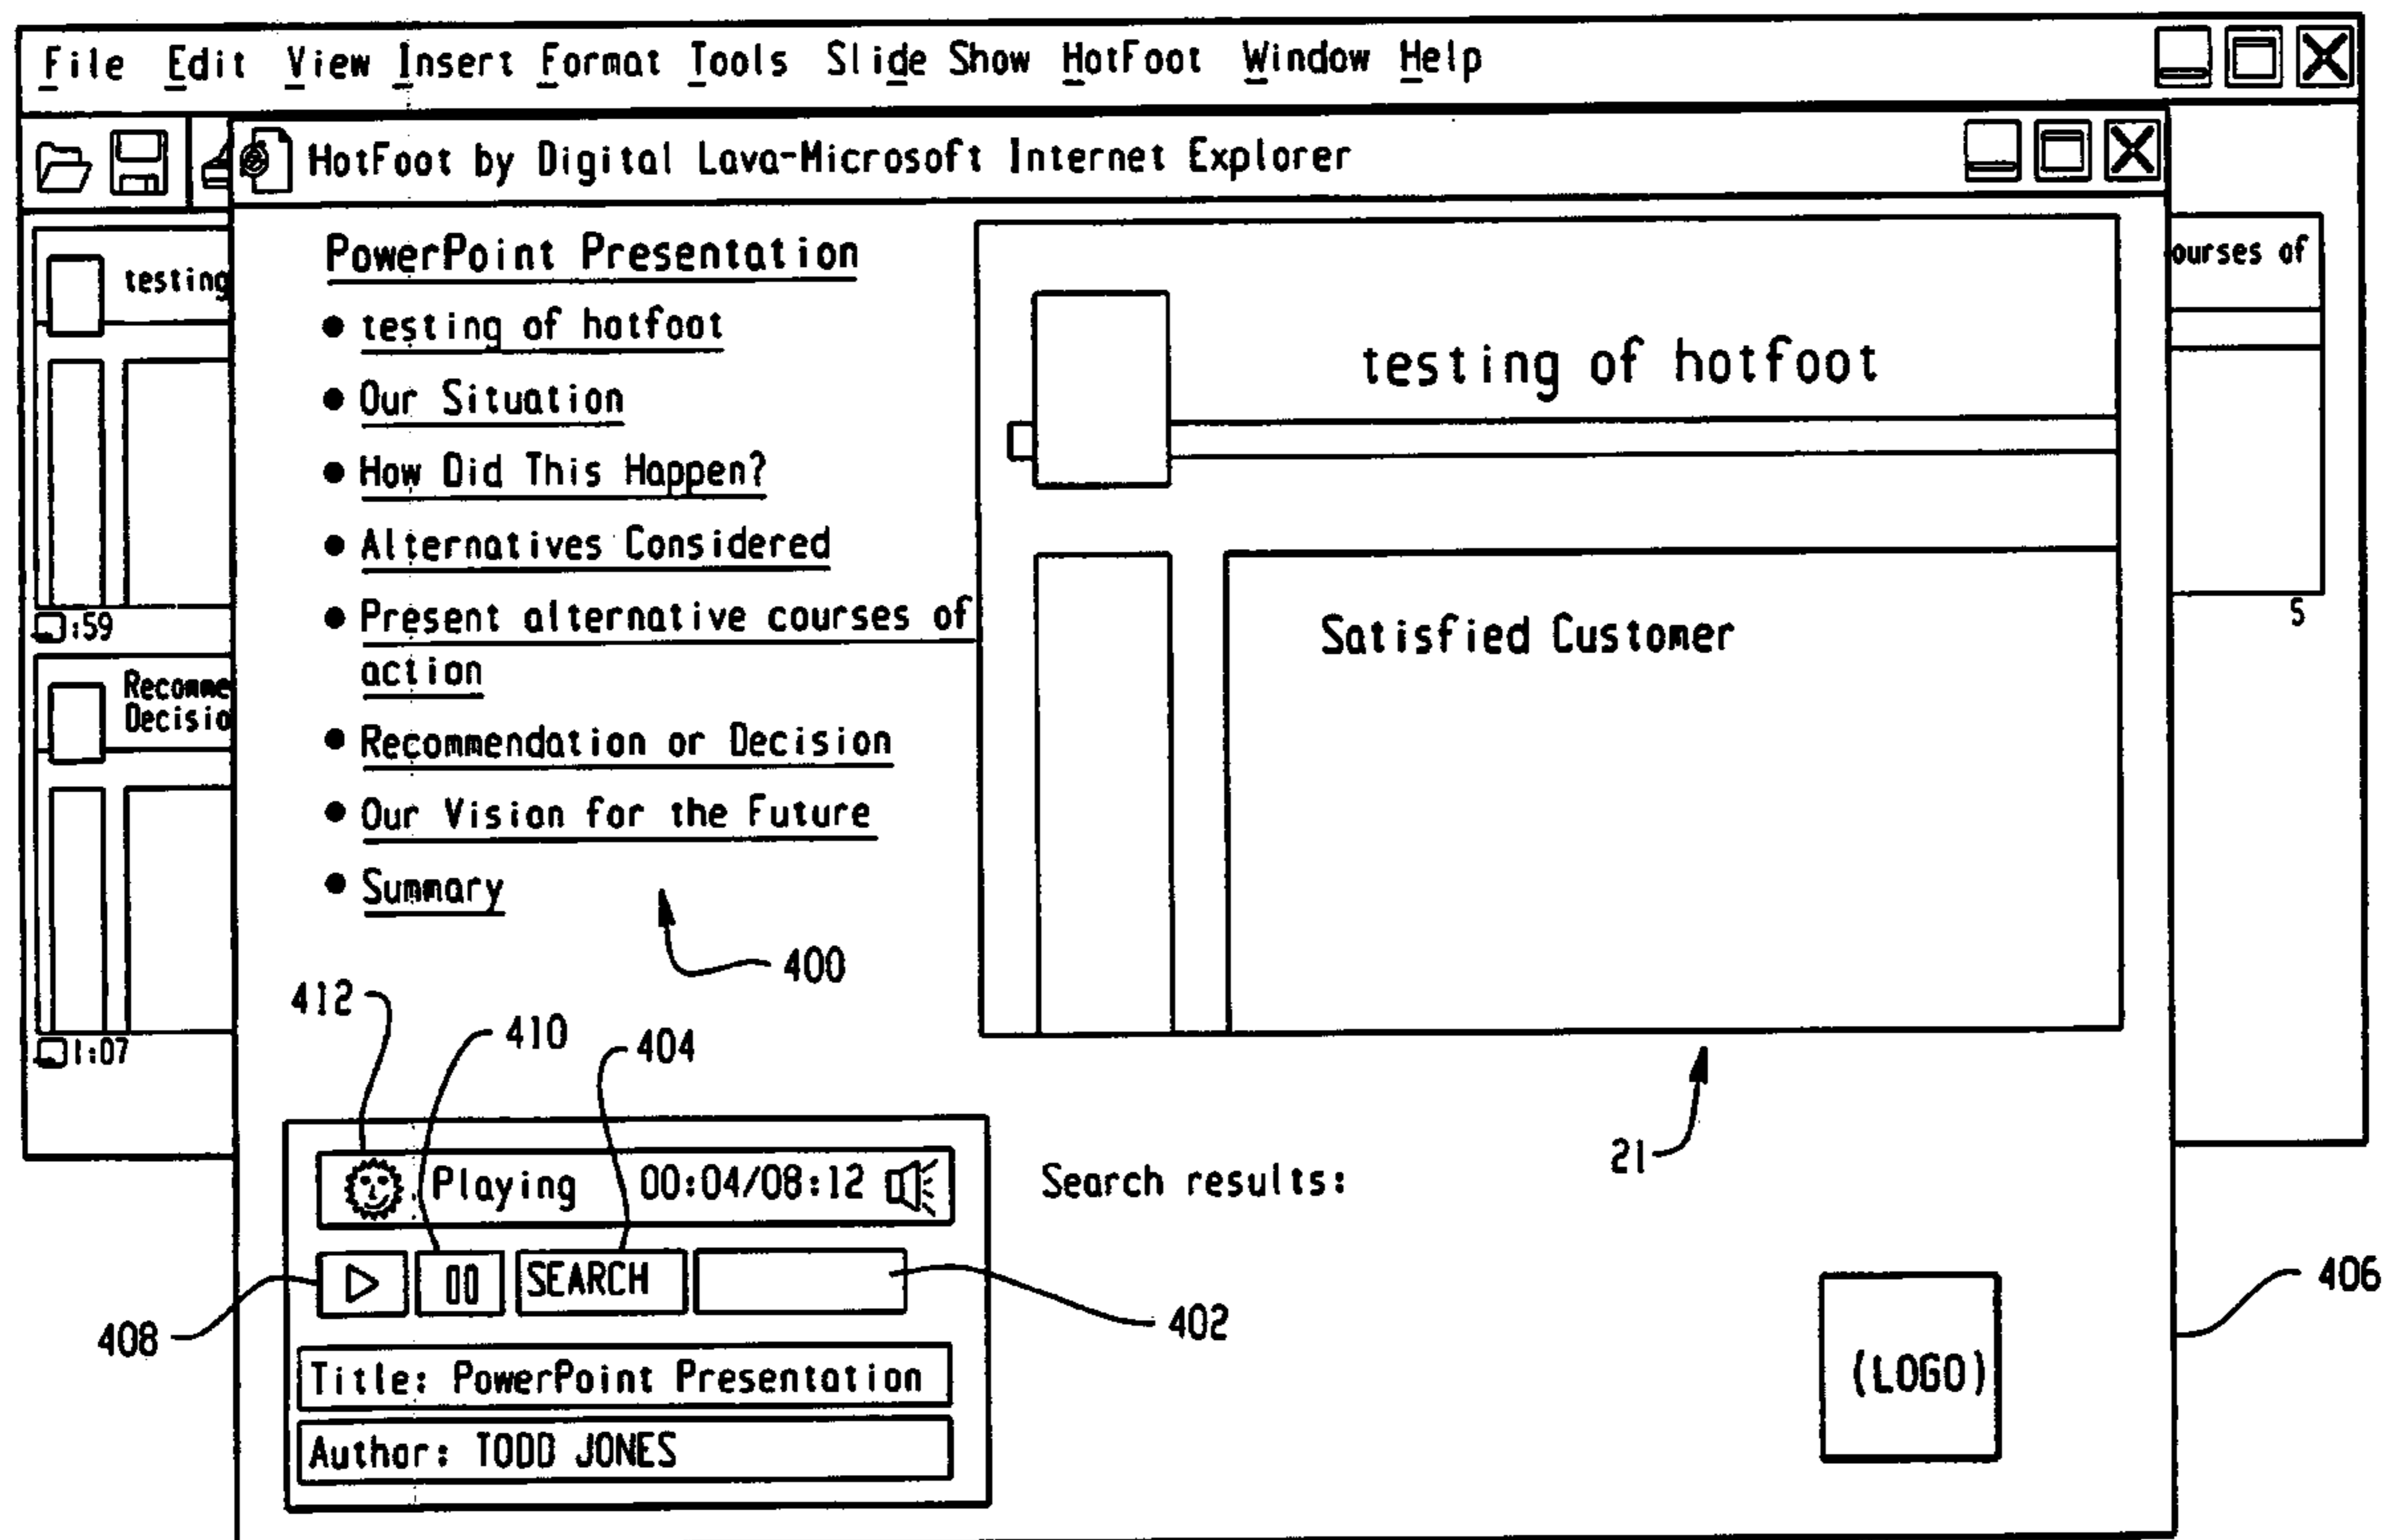 File Edit View Insert Format Tools Slide Show HotFoot Window Help
HotFoot by Digital Lava-Microsoft Internet Explorer
testing
:59
Recomme
Decisio
1:07
PowerPoint Presentation
testing of hotfoot
Our Situation
How Did This Happen?
Alternatives Considered
Present alternative courses of
action
Recommendation or Decision
Our Vision for the Future
Summary
400
testing of hotfoot
Satisfied Customer
ourses of
5
21
412
410
404
Playing 00:04/08:12
SEARCH
408
402
Title: PowerPoint Presentation
Author: TODD JONES
Search results:
406
(LOGO)